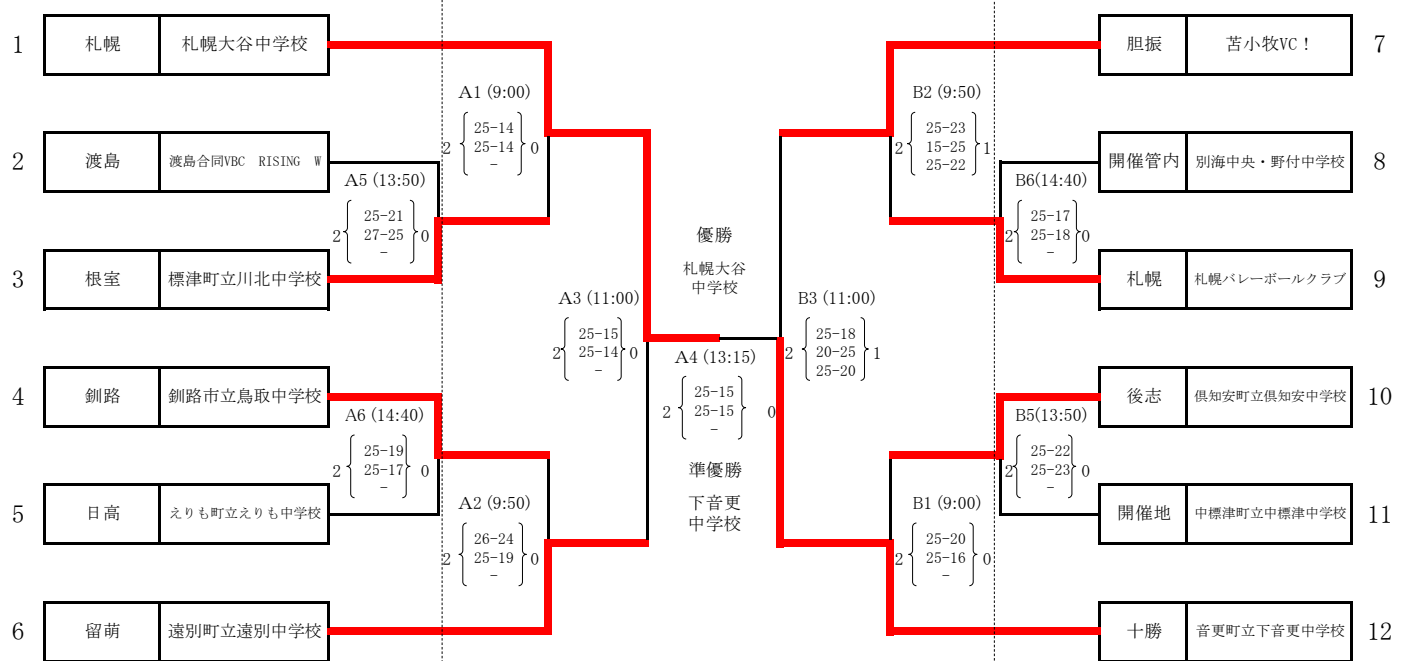 1 札幌 札幌大谷中学校
2 渡島 渡島合同VBC RISING W
3 根室 標津町立川北中学校
4 釧路 釧路市立鳥取中学校
5 日高 えりも町立えりも中学校
6 留萌 遠別町立遠別中学校
A1 (9:00)
2 25-14 0
25-14
-
A5 (13:50)
2 25-21 0
27-25
-
A3 (11:00)
2 25-15 0
25-14
-
A6 (14:40)
2 25-19 0
25-17
-
A2 (9:50)
2 26-24 0
25-19
-
優勝
札幌大谷
中学校
A4 (13:15)
2 25-15 0
25-15
-
準優勝
下音更
中学校
B2 (9:50)
2 25-23 1
15-25
25-22
B6(14:40)
2 25-17 0
25-18
-
B3 (11:00)
2 25-18 1
20-25
25-20
B5(13:50)
2 25-22 0
25-23
-
B1 (9:00)
2 25-20 0
25-16
-
胆振 苫小牧VC! 7
開催管内 別海中央・野付中学校 8
札幌 札幌バレーボールクラブ 9
後志 倶知安町立倶知安中学校 10
開催地 中標津町立中標津中学校 11
十勝 音更町立下音更中学校 12